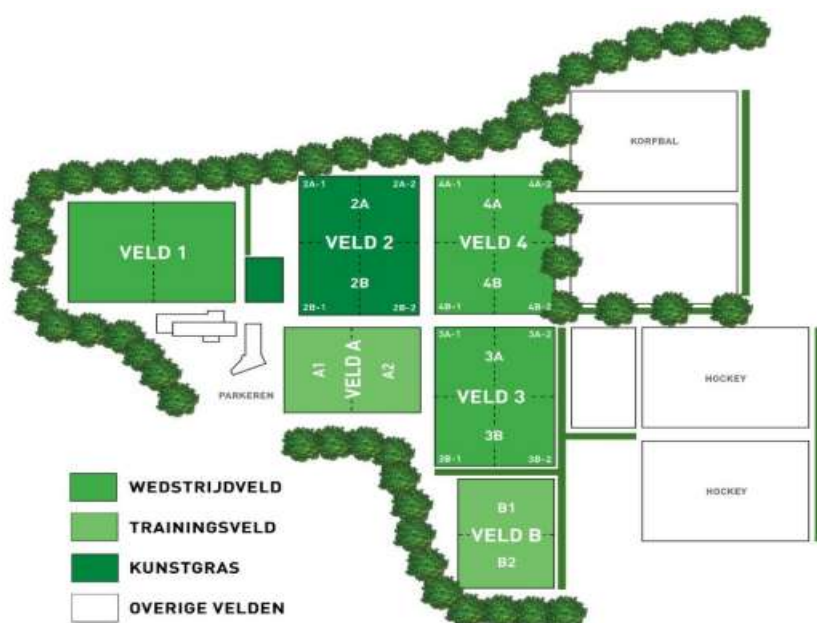 KORFBAL
2A-1 2A-2
2A
VELD 2
2B
2B-1 2B-2
4A-1 4A-2
4A
VELD 4
4B
4B-1 4B-2
VELD 1
A1
VELD A
A2
3A-1 3A-2
3A
VELD 3
3B
3B-1 3B-2
HOCKEY
PARKEREN
HOCKEY
B1
VELD B
B2
WEDSTRIJDVELD
TRAININGSVELD
KUNSTGRAS
OVERIGE VELDEN